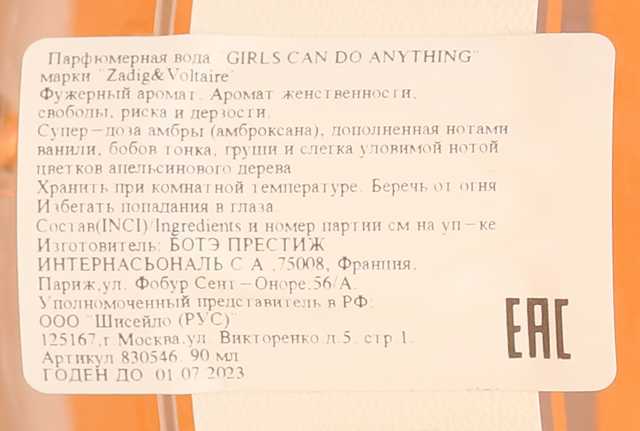 Парфюмерная вода "GIRLS CAN DO ANYTHING"
марки "Zadig&Voltaire"
Фужерный аромат. Аромат женственности,
свободы, риска и дерзости.
Супер-доза амбры (амброксана), дополненная нотами
ванили, бобов тонка, груши и слегка уловимой нотой
цветков апельсинового дерева
Хранить при комнатной температуре. Беречь от огня
Избегать попадания в глаза
Состав(INCI)/Ingredients и номер партии см на уп-ке
Изготовитель: БОТЭ ПРЕСТИЖ
ИНТЕРНАСЬОНАЛЬ С А ,75008, Франция,
Париж,ул. Фобур Сент-Оноре,56/А.
Уполномоченный представитель в РФ:
ООО "Шисейдо (РУС)"
125167,г Москва,ул. Викторенко д.5, стр 1.
Артикул 830546. 90 мл
ГОДЕН ДО 01 07 2023
EAC